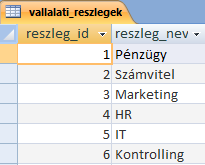 vallalati_reszlegek
reszleg_id reszleg_nev
1 Pénzügy
2 Számvitel
3 Marketing
4 HR
5 IT
6 Kontrolling